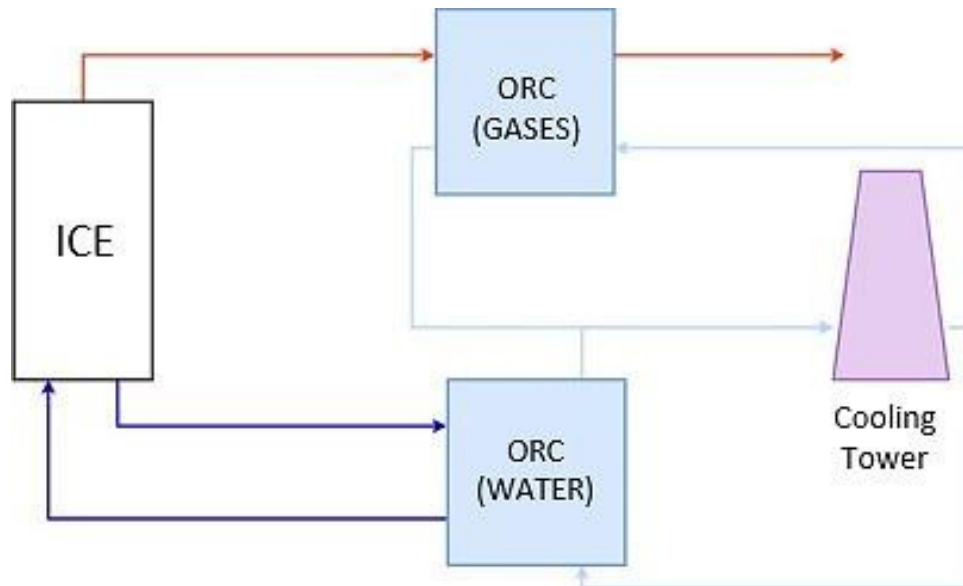 ORC
(GASES)
ICE
ORC
(WATER)
Cooling
Tower